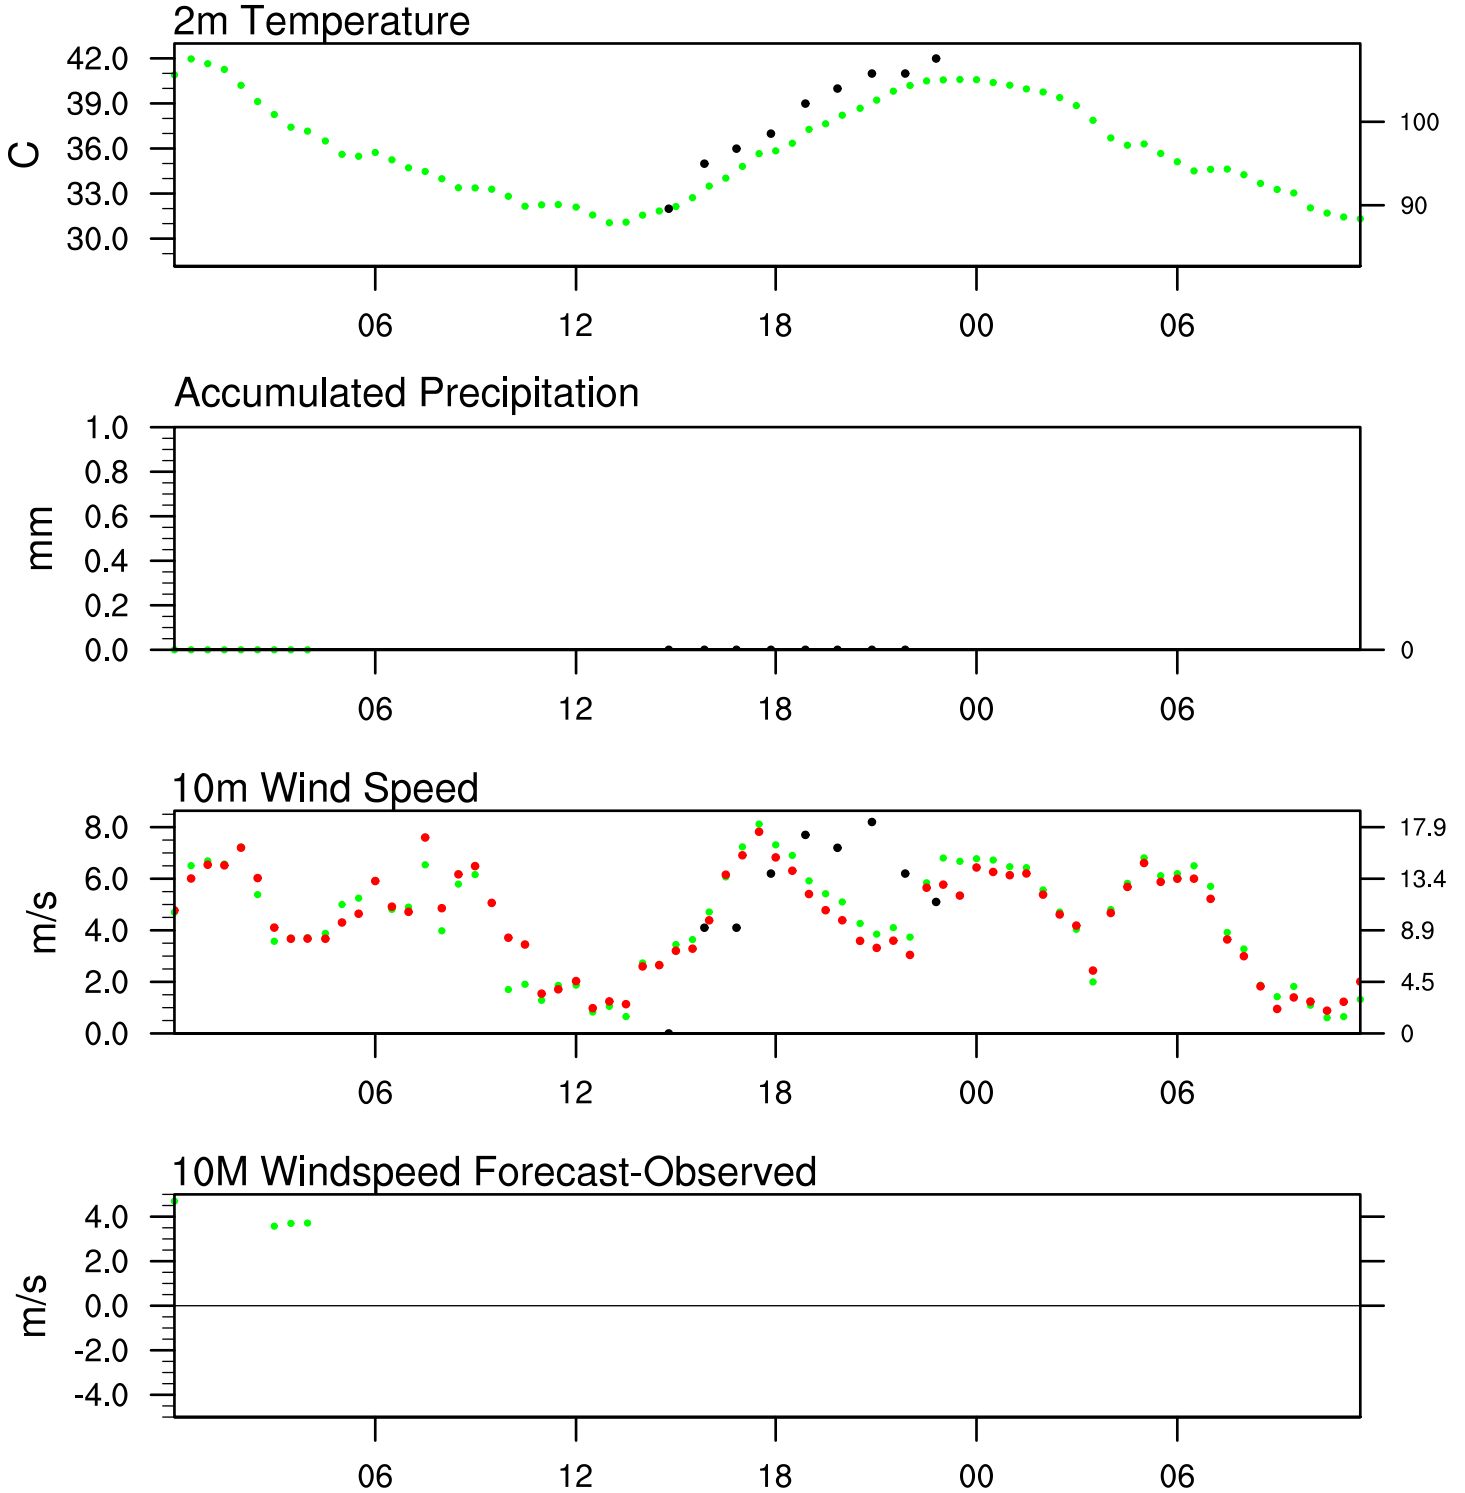 2m Temperature
C
42.0
39.0
36.0
33.0
30.0
100
90
06 12 18 00 06
Accumulated Precipitation
mm
1.0
0.8
0.6
0.4
0.2
0.0
0
06 12 18 00 06
10m Wind Speed
m/s
8.0
6.0
4.0
2.0
0.0
17.9
13.4
8.9
4.5
0
06 12 18 00 06
10M Windspeed Forecast-Observed
m/s
4.0
2.0
0.0
-2.0
-4.0
06 12 18 00 06